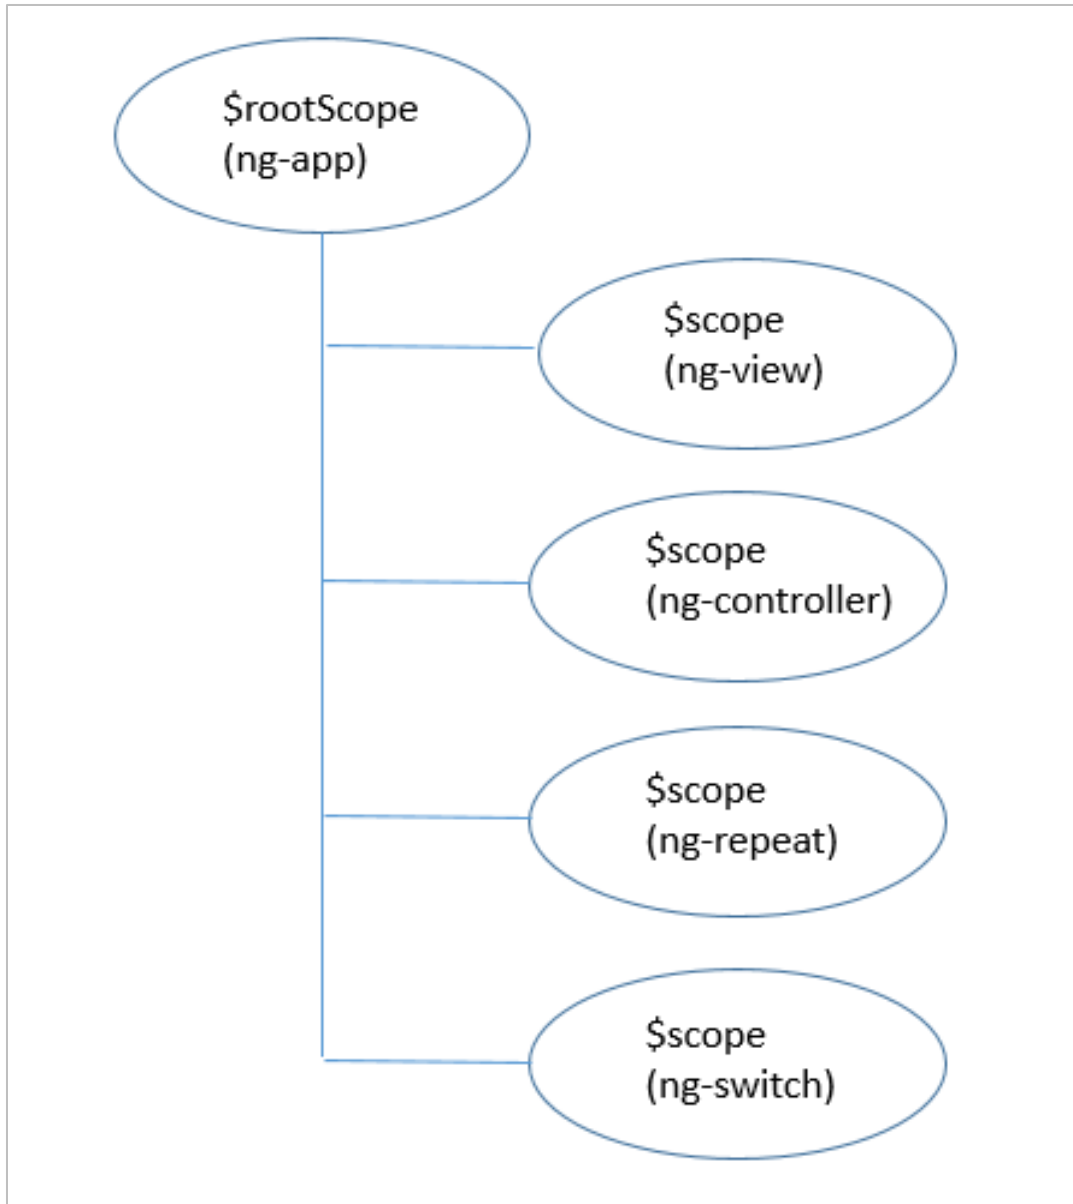 $rootScope
(ng-app)
$scope
(ng-view)
$scope
(ng-controller)
$scope
(ng-repeat)
$scope
(ng-switch)